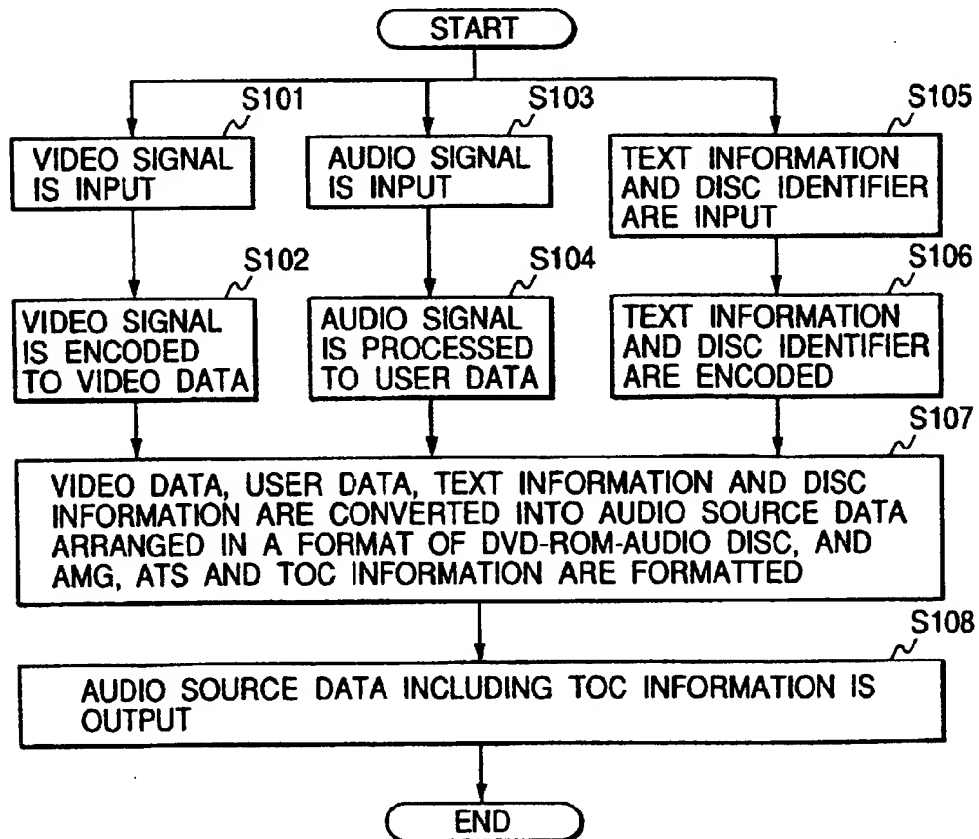 START
S101
VIDEO SIGNAL
IS INPUT
S103
AUDIO SIGNAL
IS INPUT
S105
TEXT INFORMATION
AND DISC IDENTIFIER
ARE INPUT
S102
VIDEO SIGNAL
IS ENCODED
TO VIDEO DATA
S104
AUDIO SIGNAL
IS PROCESSED
TO USER DATA
S106
TEXT INFORMATION
AND DISC IDENTIFIER
ARE ENCODED
S107
VIDEO DATA, USER DATA, TEXT INFORMATION AND DISC
INFORMATION ARE CONVERTED INTO AUDIO SOURCE DATA
ARRANGED IN A FORMAT OF DVD-ROM-AUDIO DISC, AND
AMG, ATS AND TOC INFORMATION ARE FORMATTED
S108
AUDIO SOURCE DATA INCLUDING TOC INFORMATION IS
OUTPUT
END